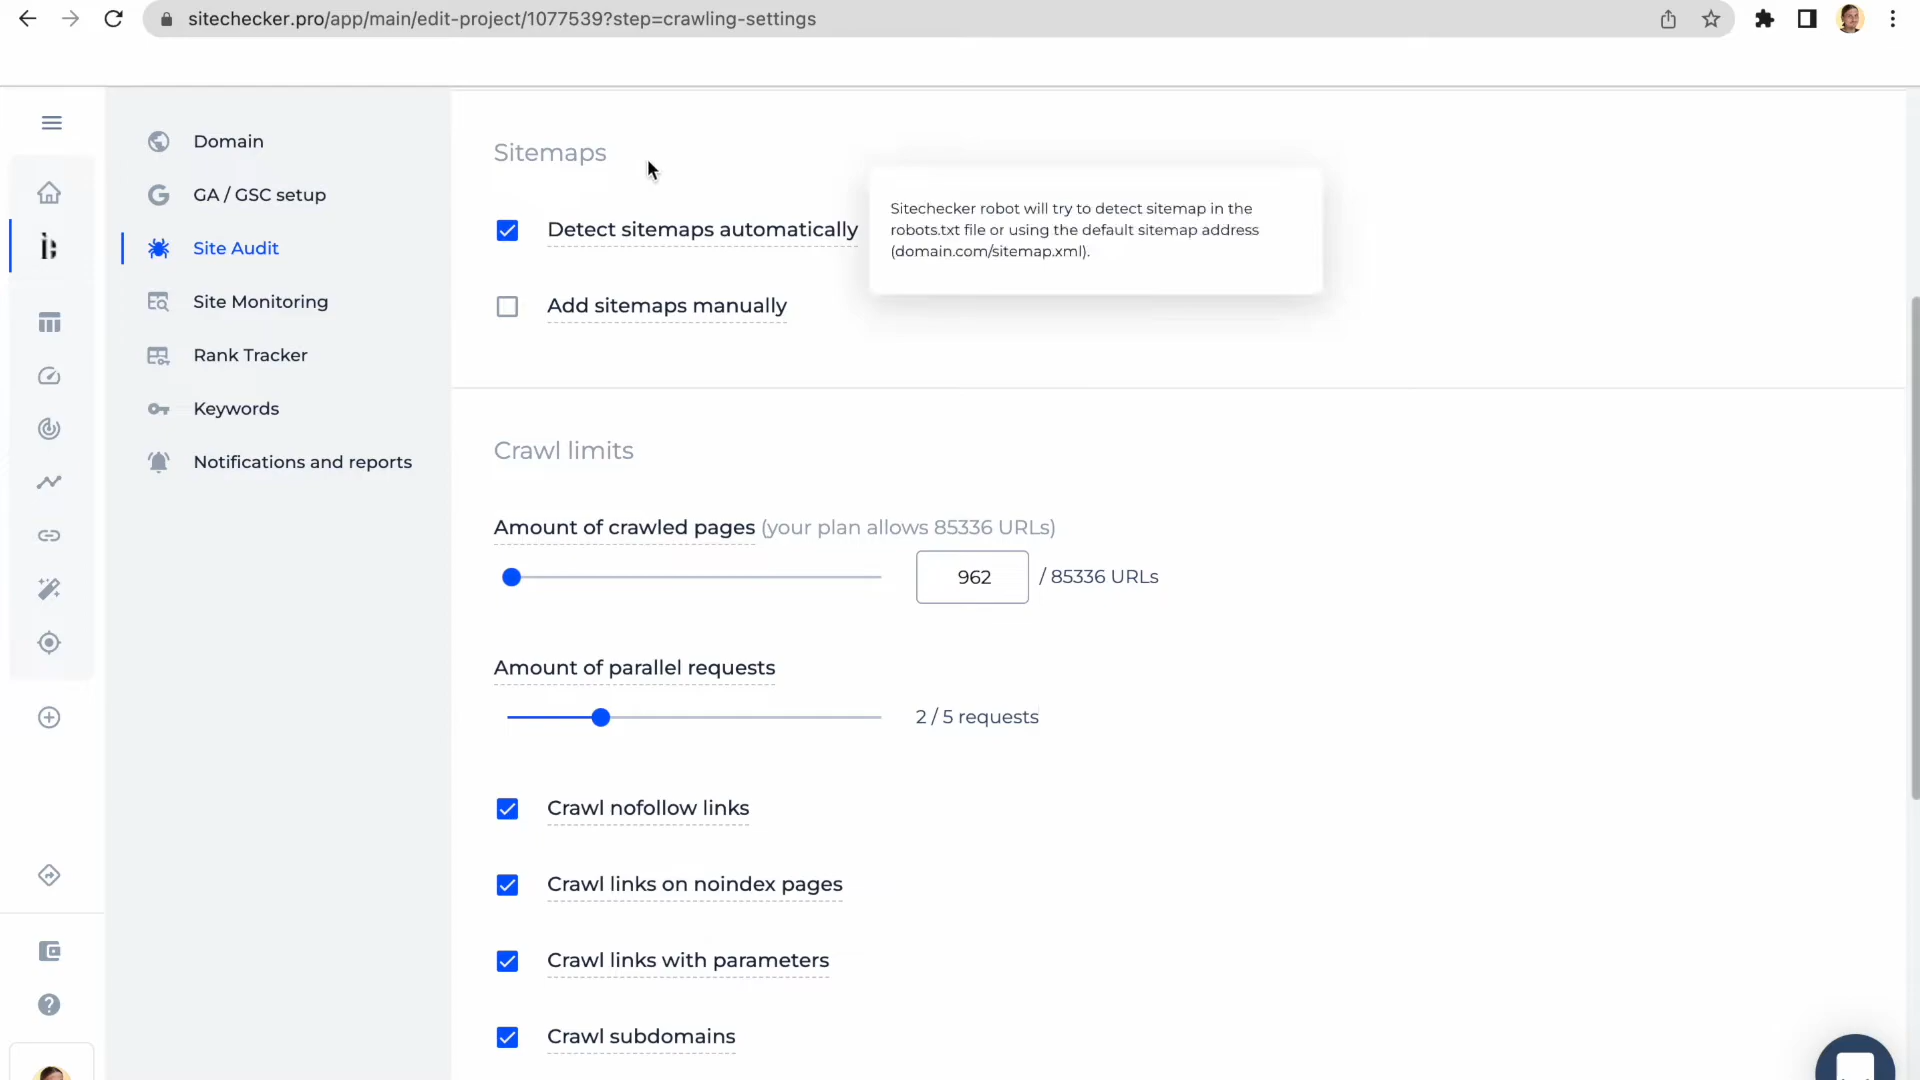 sitechecker.pro/app/main/edit-project/1077539?step=crawling-settings
Domain
GA / GSC setup
Site Audit
Site Monitoring
Rank Tracker
Keywords
Notifications and reports
Sitemaps
Detect sitemaps automatically
Sitechecker robot will try to detect sitemap in the
robots.txt file or using the default sitemap address
(domain.com/sitemap.xml).
Add sitemaps manually
Crawl limits
Amount of crawled pages (your plan allows 85336 URLs)
962 / 85336 URLs
Amount of parallel requests
2 / 5 requests
Crawl nofollow links
Crawl links on noindex pages
Crawl links with parameters
Crawl subdomains